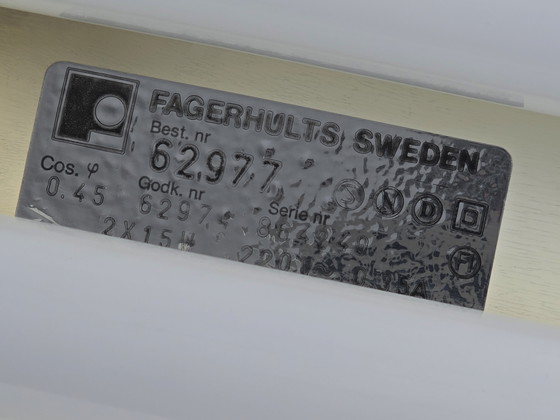 FAGERHULTS SWEDEN
Best. nr
62977
Cos. φ
Godk. nr
Serie nr
0.45
N D
2X15W